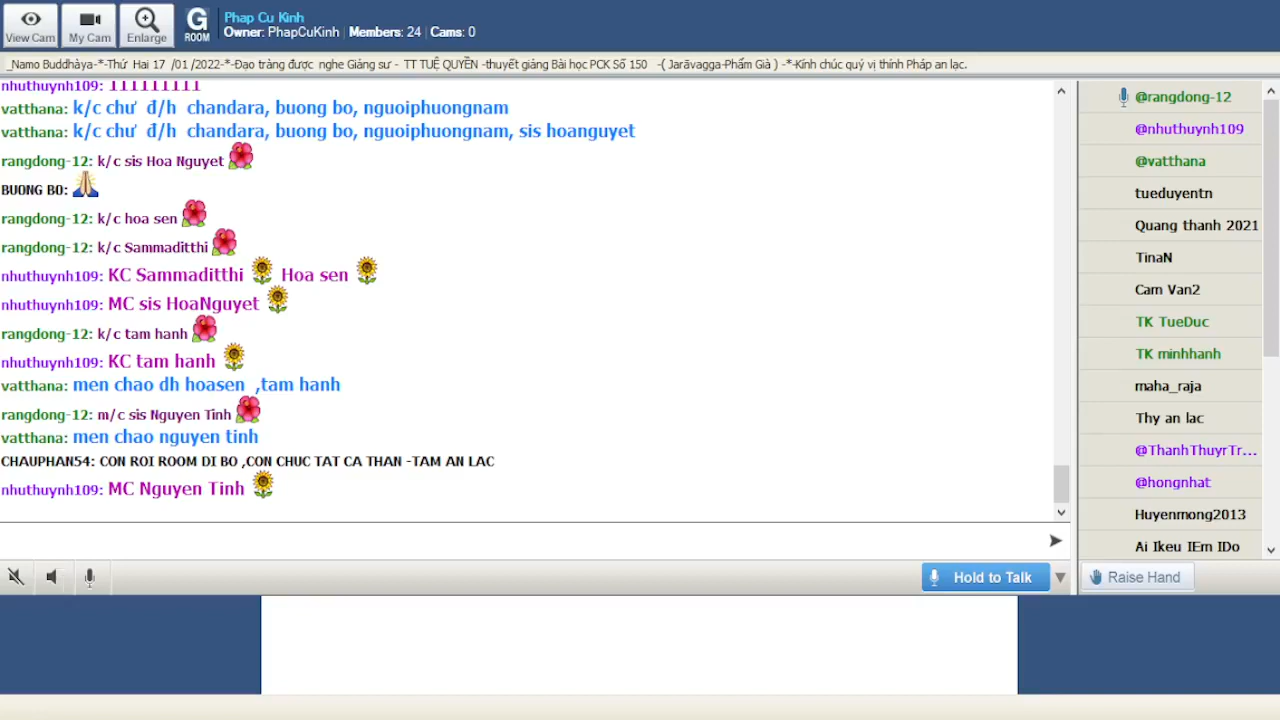 View Cam
My Cam
Enlarge
G
ROOM
Phap Cu Kinh
Owner: PhapCuKinh | Members: 24 | Cams: 0
_Namo Buddhàya-*-Thứ Hai 17 /01 /2022-*-Đạo tràng được nghe Giảng sư - TT TUỆ QUYỀN -thuyết giảng Bài học PCK Số 150 -( Jarāvagga-Phẩm Già ) -*-Kính chúc quý vị thính Pháp an lạc.
nhuthuynh109:
vatthana: k/c chư đ/h chandara, buong bo, nguoiphuongnam
vatthana: k/c chư đ/h chandara, buong bo, nguoiphuongnam, sis hoanguyet
rangdong-12: k/c sis Hoa Nguyet
BUONG BO:
rangdong-12: k/c hoa sen
rangdong-12: k/c Sammaditthi
nhuthuynh109: KC Sammaditthi Hoa sen
nhuthuynh109: MC sis HoaNguyet
rangdong-12: k/c tam hanh
nhuthuynh109: KC tam hanh
vatthana: men chao dh hoasen ,tam hanh
rangdong-12: m/c sis Nguyen Tinh
vatthana: men chao nguyen tinh
CHAUPHAN54: CON ROI ROOM DI BO ,CON CHUC TAT CA THAN -TAM AN LAC
nhuthuynh109: MC Nguyen Tinh
Hold to Talk
@rangdong-12
@nhuthuynh109
@vatthana
tueduyentn
Quang thanh 2021
TinaN
Cam Van2
TK TueDuc
TK minhhanh
maha_raja
Thy an lac
@ThanhThuyrTr...
@hongnhat
Huyenmong2013
Ai Ikeu IEm IDo
Raise Hand